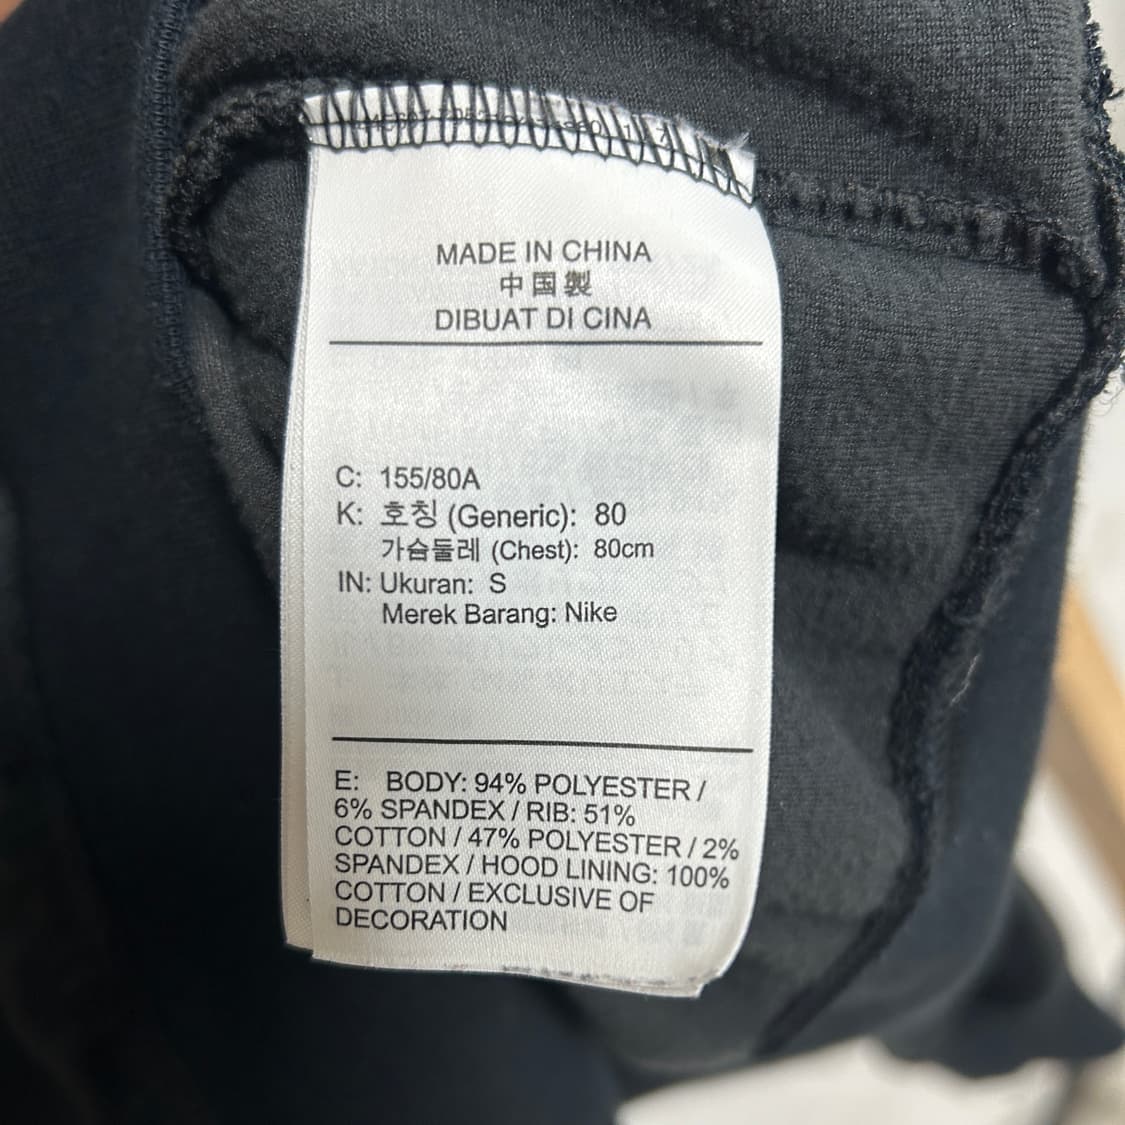 MADE IN CHINA
中国製
DIBUAT DI CINA
C: 155/80A
K: 호칭 (Generic): 80
가슴둘레 (Chest): 80cm
IN: Ukuran: S
Merek Barang: Nike
E: BODY: 94% POLYESTER /
6% SPANDEX / RIB: 51%
COTTON / 47% POLYESTER / 2%
SPANDEX / HOOD LINING: 100%
COTTON / EXCLUSIVE OF
DECORATION